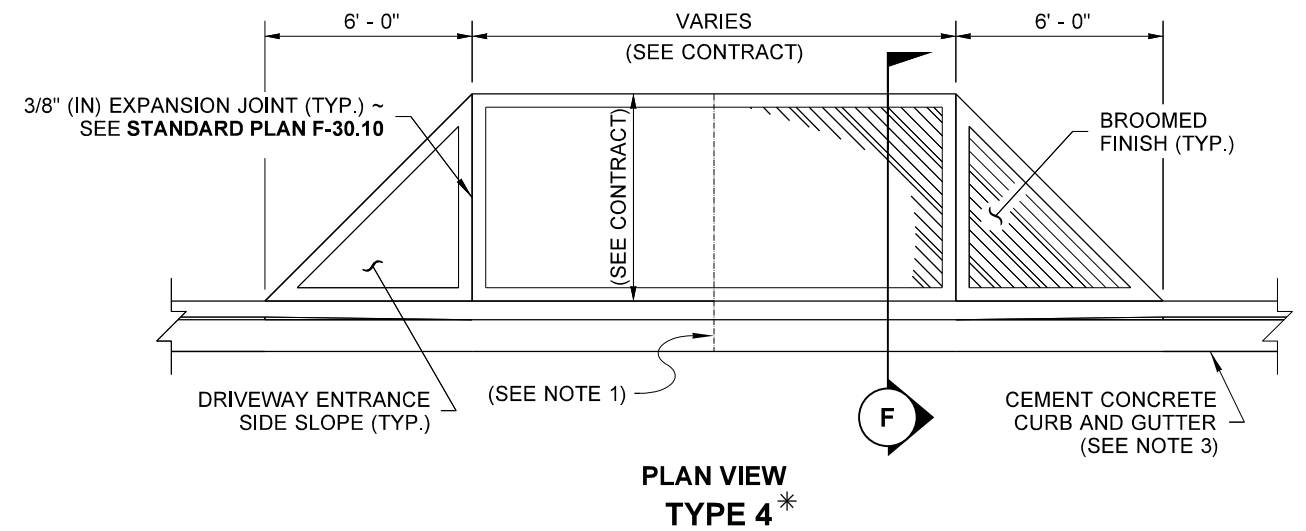 6' - 0"
VARIES
6' - 0"
(SEE CONTRACT)
3/8" (IN) EXPANSION JOINT (TYP.) ~
SEE STANDARD PLAN F-30.10
BROOMED
FINISH (TYP.)
(SEE CONTRACT)
DRIVEWAY ENTRANCE
SIDE SLOPE (TYP.)
(SEE NOTE 1)
F
CEMENT CONCRETE
CURB AND GUTTER
(SEE NOTE 3)
PLAN VIEW
TYPE 4 *